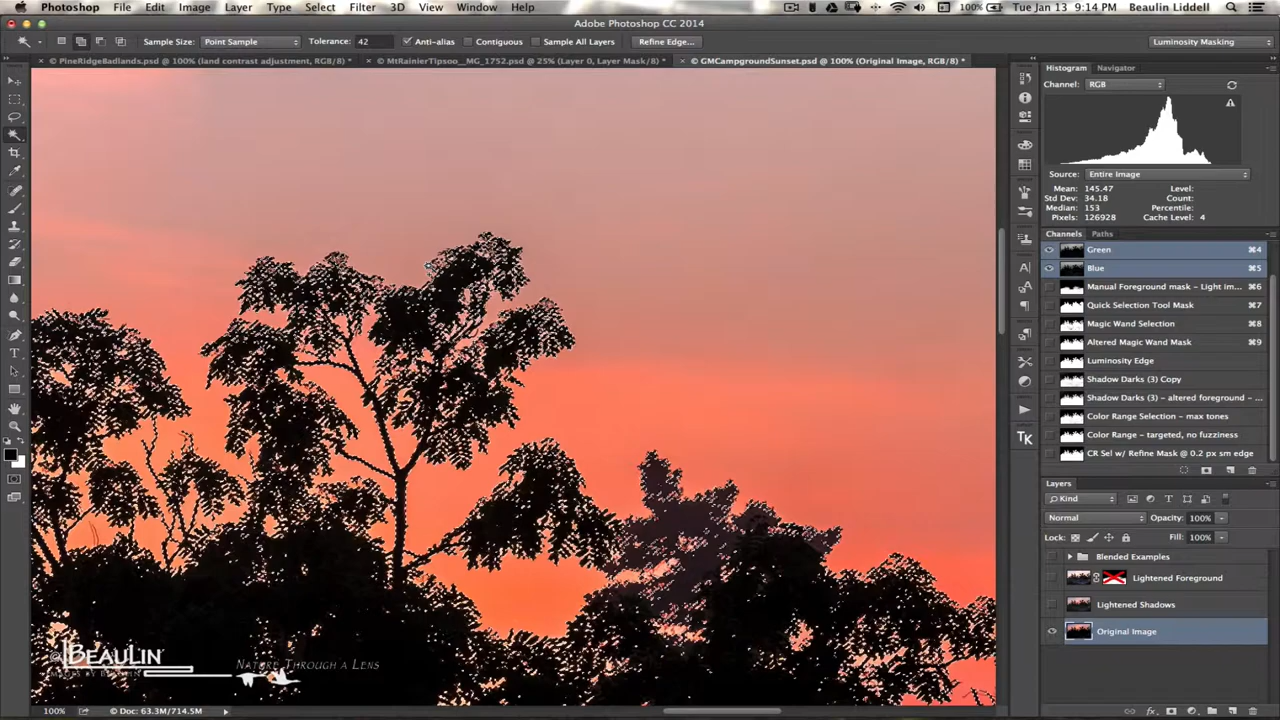 Photoshop File Edit Image Layer Type Select Filter 3D View Window Help 100% Tue Jan 13 9:14 PM Beaulin Liddell
Adobe Photoshop CC 2014
Sample Size: Point Sample Tolerance: 42 Anti-alias Contiguous Sample All Layers Refine Edge... Luminosity Masking
× © PineRidgeBadlands.psd @ 100% (land contrast adjustment, RGB/8) * × © MtRainierTipsoo__MG_1752.psd @ 25% (Layer 0, Layer Mask/8) * × © GMCampgroundSunset.psd @ 100% (Original Image, RGB/8) *
Histogram Navigator
Channel: RGB
Source: Entire Image
Mean: 145.47 Level:
Std Dev: 34.18 Count:
Median: 153 Percentile:
Pixels: 126928 Cache Level: 4
Channels Paths
Green ⌘4
Blue ⌘5
Manual Foreground mask - Light im... ⌘6
Quick Selection Tool Mask ⌘7
Magic Wand Selection ⌘8
Altered Magic Wand Mask ⌘9
Luminosity Edge
Shadow Darks (3) Copy
Shadow Darks (3) - altered foreground - ...
Color Range Selection - max tones
Color Range - targeted, no fuzziness
CR Sel w/ Refine Mask @ 0.2 px sm edge
TK
Layers
Kind
Normal Opacity: 100%
Lock: Fill: 100%
Blended Examples
Lightened Foreground
Lightened Shadows
Original Image
© BEAULIN
NATURE THROUGH A LENS
100% © Doc: 63.3M/714.5M